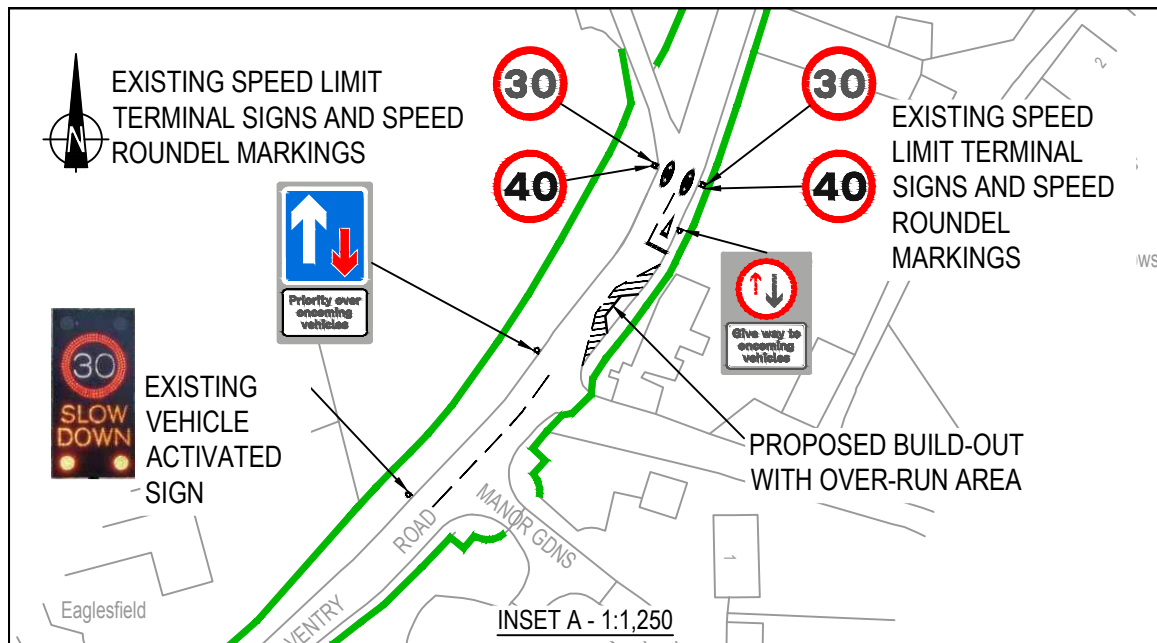 EXISTING SPEED LIMIT
TERMINAL SIGNS AND SPEED
ROUNDEL MARKINGS
N
30
40
30
40
EXISTING SPEED
LIMIT TERMINAL
SIGNS AND SPEED
ROUNDEL
MARKINGS
2
Priority over
oncoming
vehicles
Give way to
oncoming
vehicles
30
SLOW
DOWN
EXISTING
VEHICLE
ACTIVATED
SIGN
PROPOSED BUILD-OUT
WITH OVER-RUN AREA
MANOR GDNS
ROAD
VENTRY
1
Eaglesfield
INSET A - 1:1,250